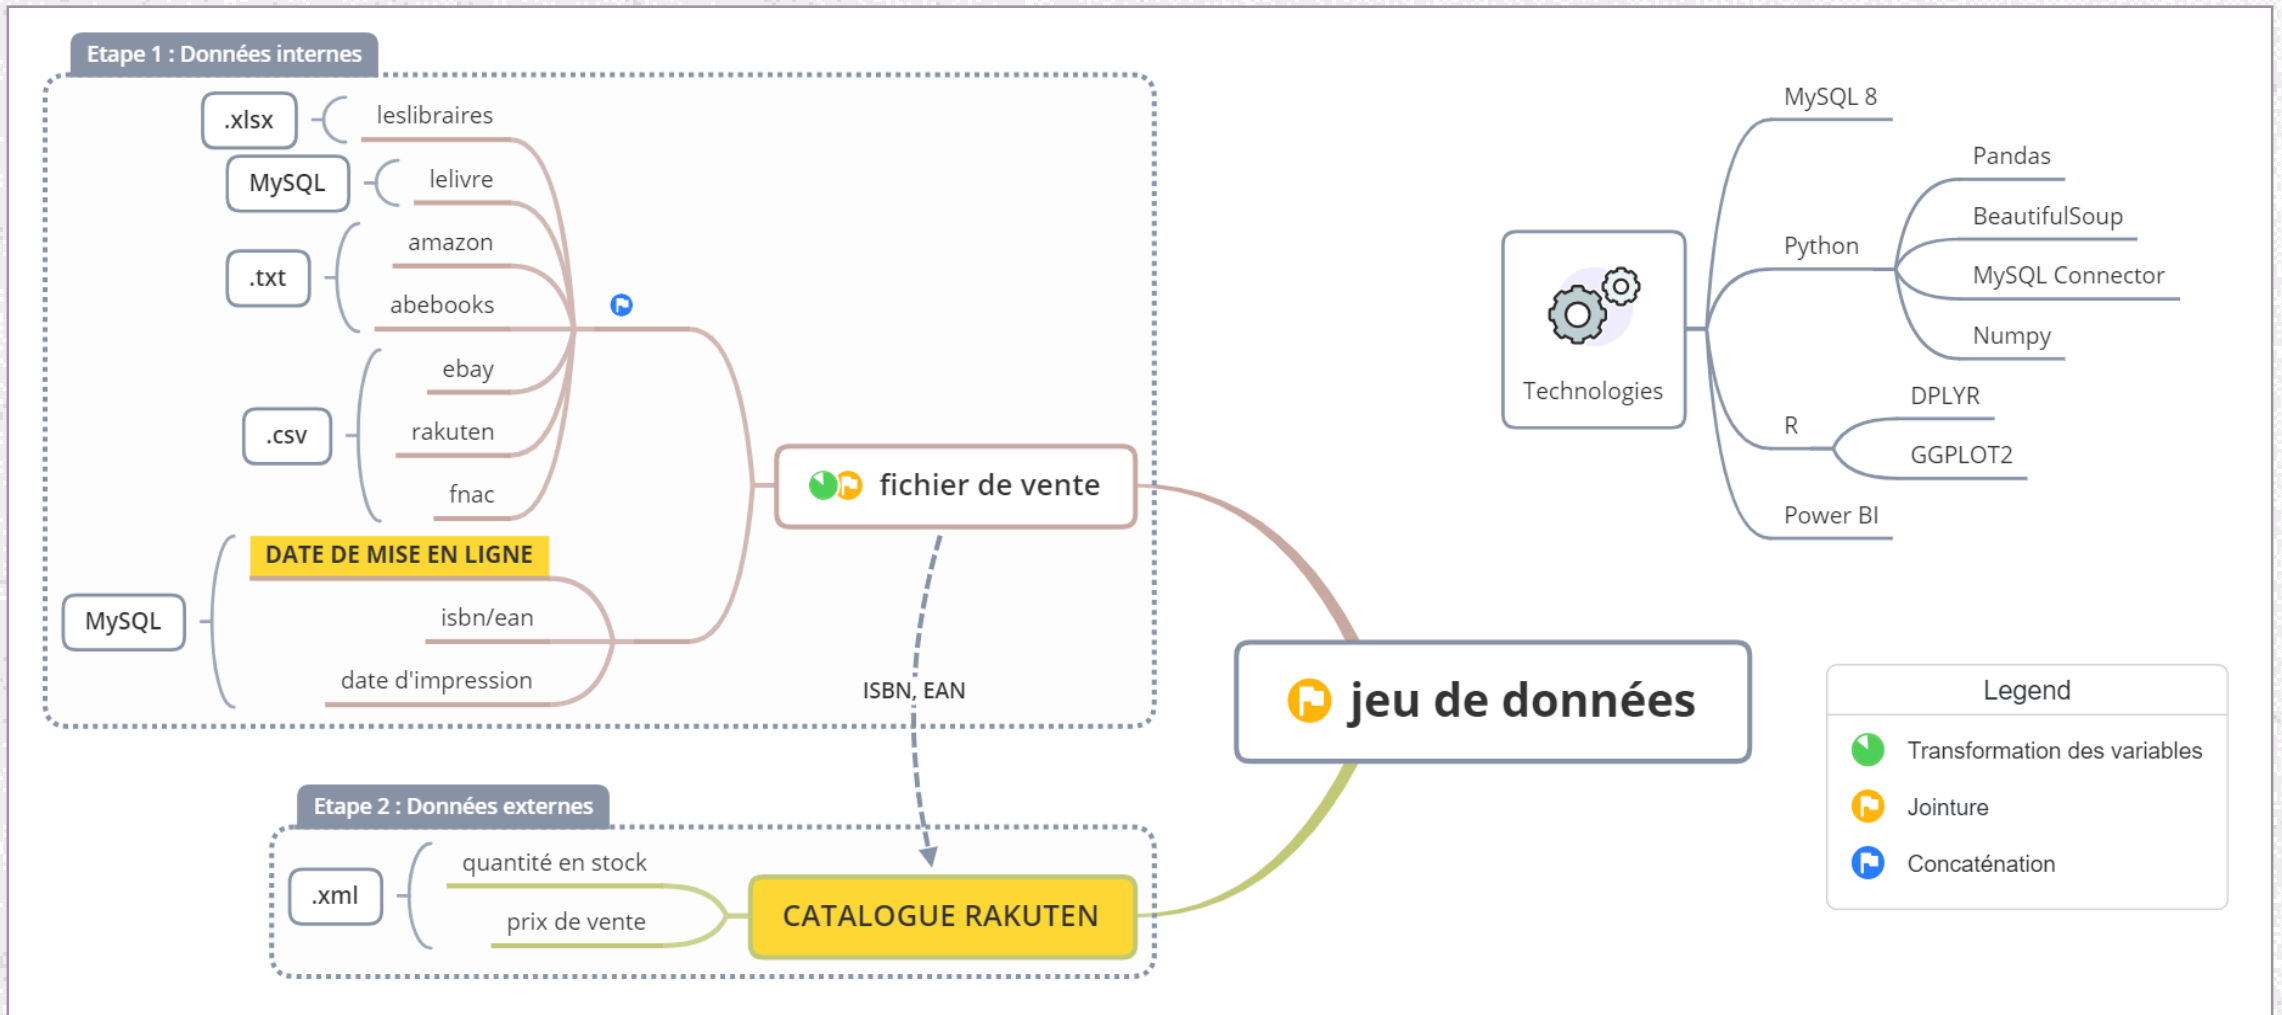 Etape 1 : Données internes
.xlsx
leslibraires
MySQL
lelivre
.txt
amazon
abebooks
.csv
ebay
rakuten
fnac
fichier de vente
MySQL
DATE DE MISE EN LIGNE
isbn/ean
date d'impression
ISBN, EAN
Etape 2 : Données externes
.xml
quantité en stock
prix de vente
CATALOGUE RAKUTEN
jeu de données
Technologies
MySQL 8
Python
Pandas
BeautifulSoup
MySQL Connector
Numpy
R
DPLYR
GGPLOT2
Power BI
Legend
Transformation des variables
Jointure
Concaténation